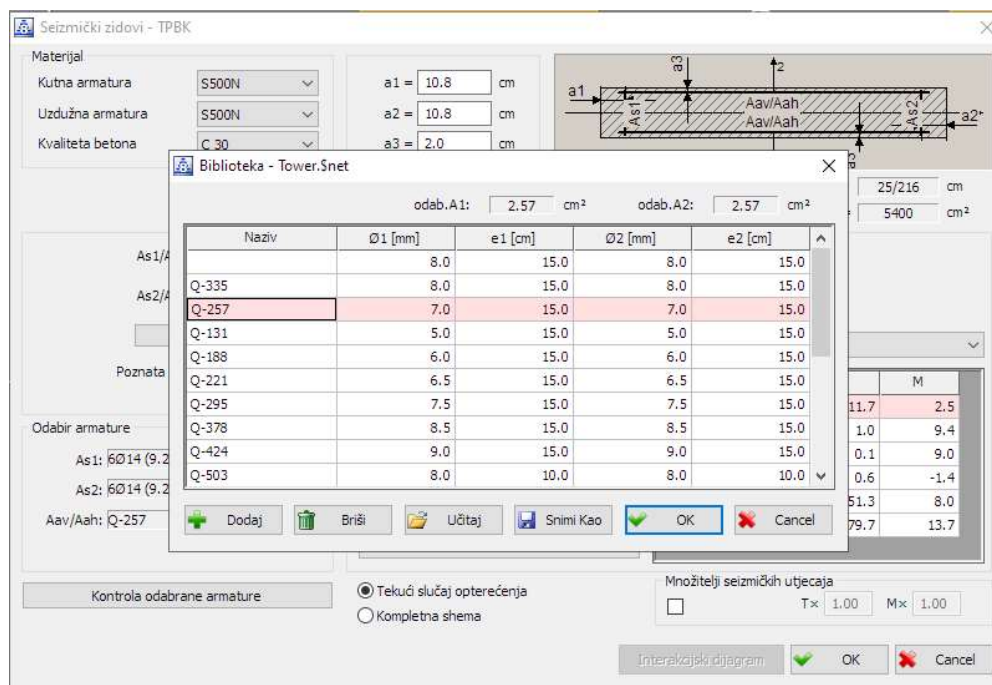 Seizmički zidovi - TPBK
Materijal
Kutna armatura S500N
Uzdužna armatura S500N
Kvaliteta betona C 30
a1 = 10.8 cm
a2 = 10.8 cm
a3 = 2.0 cm
a3
2
a1
As1
Aav/Aah
Aav/Aah
As2
a2
25/216 cm
5400 cm²
Biblioteka - Tower.$net
odab.A1: 2.57 cm² odab.A2: 2.57 cm²
Naziv Ø1 [mm] e1 [cm] Ø2 [mm] e2 [cm]
8.0 15.0 8.0 15.0
Q-335 8.0 15.0 8.0 15.0
Q-257 7.0 15.0 7.0 15.0
Q-131 5.0 15.0 5.0 15.0
Q-188 6.0 15.0 6.0 15.0
Q-221 6.5 15.0 6.5 15.0
Q-295 7.5 15.0 7.5 15.0
Q-378 8.5 15.0 8.5 15.0
Q-424 9.0 15.0 9.0 15.0
Q-503 8.0 10.0 8.0 10.0
Dodaj Briši Učitaj Snimi Kao OK Cancel
As1/A
As2/A
Poznata
M
11.7 2.5
1.0 9.4
0.1 9.0
0.6 -1.4
51.3 8.0
79.7 13.7
Odabir armature
As1: 6Ø14 (9.2
As2: 6Ø14 (9.2
Aav/Aah: Q-257
Kontrola odabrane armature
Tekući slučaj opterećenja
Kompletna shema
Množitelji seizmičkih utjecaja
T× 1.00 M× 1.00
Interakcijski dijagram OK Cancel